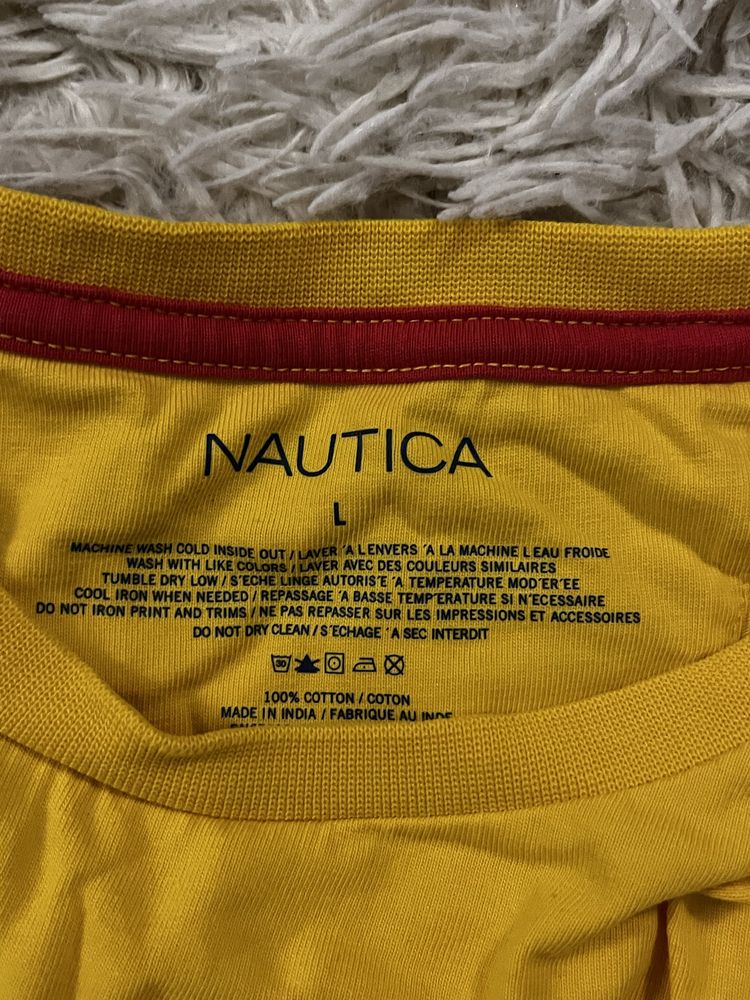 NAUTICA
L
MACHINE WASH COLD INSIDE OUT / LAVER ´A L ENVERS ´A LA MACHINE L EAU FROIDE
WASH WITH LIKE COLORS / LAVER AVEC DES COULEURS SIMILAIRES
TUMBLE DRY LOW / S´ECHE LINGE AUTORIS´E ´A TEMPERATURE MOD´ER´EE
COOL IRON WHEN NEEDED / REPASSAGE ´A BASSE TEMP´ERATURE SI N´ECESSAIRE
DO NOT IRON PRINT AND TRIMS / NE PAS REPASSER SUR LES IMPRESSIONS ET ACCESSOIRES
DO NOT DRY CLEAN / S´ECHAGE ´A SEC INTERDIT
30
100% COTTON / COTON
MADE IN INDIA / FABRIQUE AU INDE